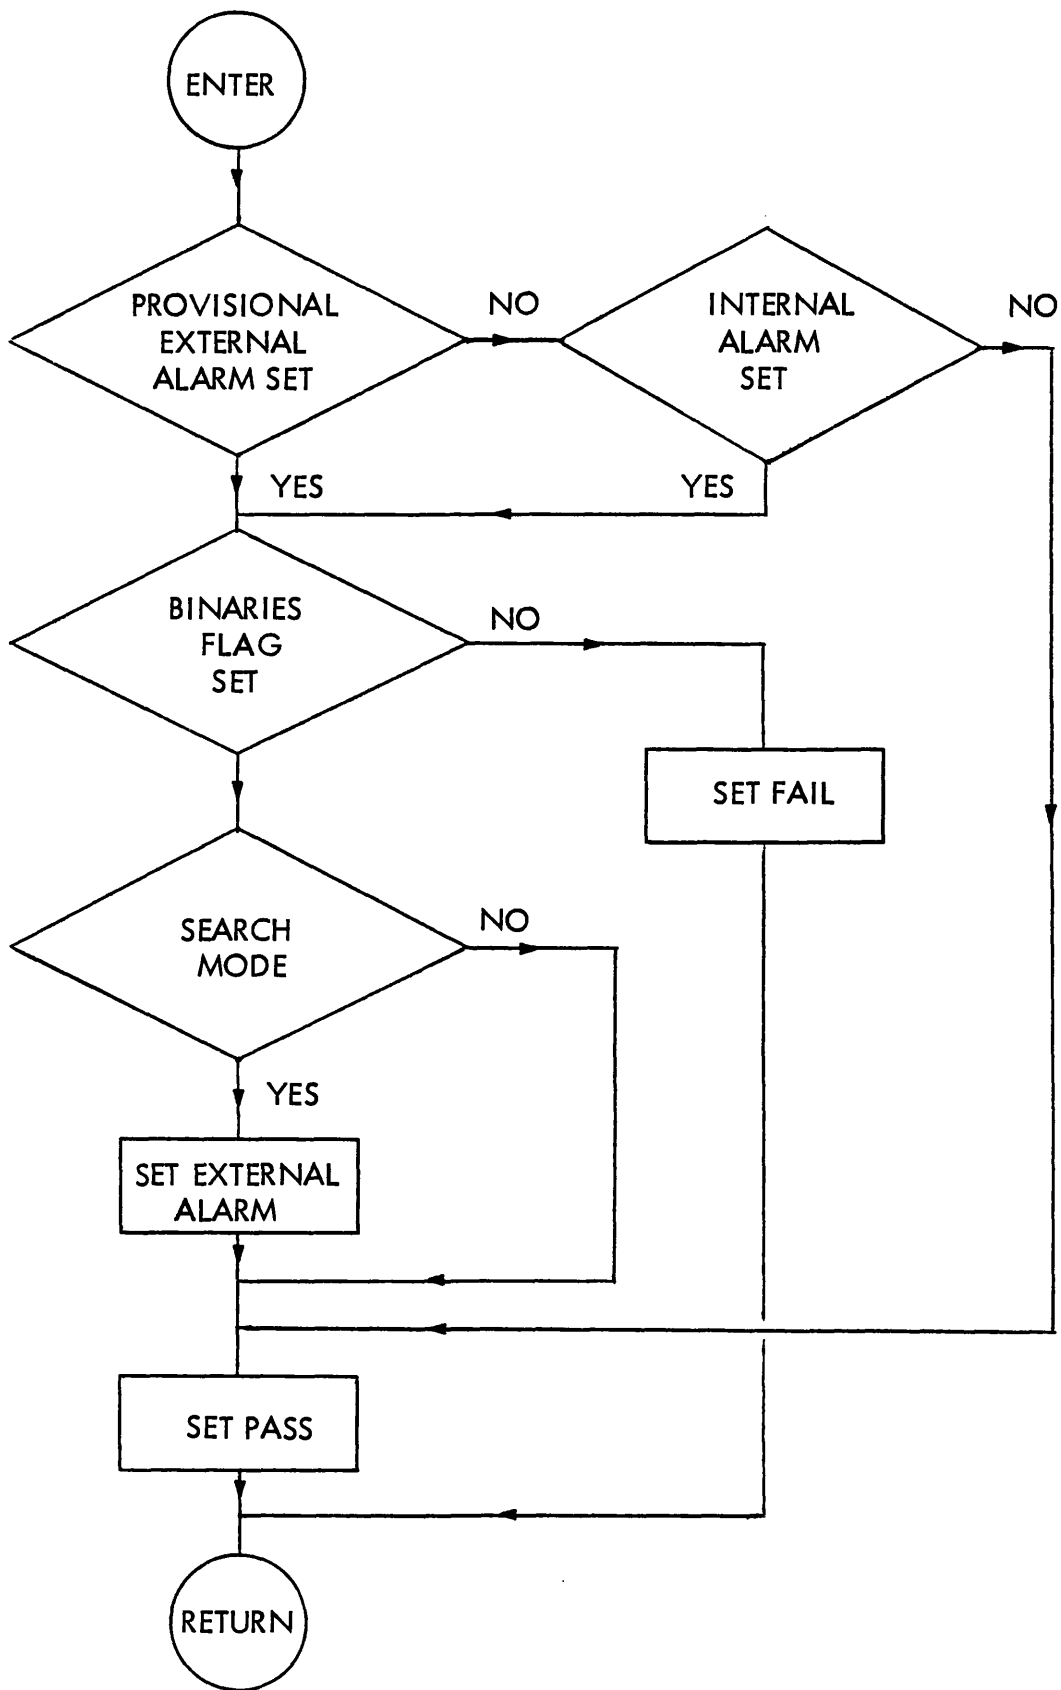 ENTER
PROVISIONAL
EXTERNAL
ALARM SET
NO
INTERNAL
ALARM
SET
NO
YES
YES
BINARIES
FLAG
SET
NO
SET FAIL
SEARCH
MODE
NO
YES
SET EXTERNAL
ALARM
SET PASS
RETURN